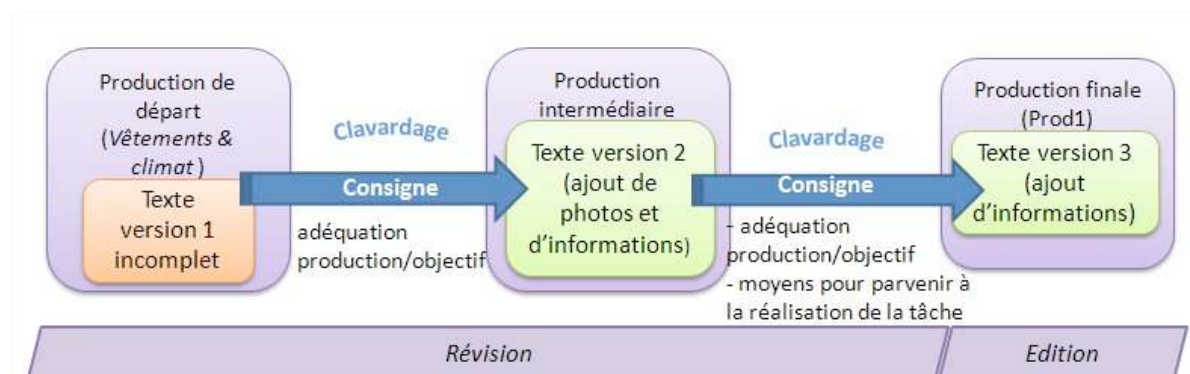 Production de
départ
(Vêtements &
climat )
Texte
version 1
incomplet
Clavardage
Consigne
adéquation
production/objectif
Production
intermédiaire
Texte version 2
(ajout de
photos et
d'informations)
Clavardage
Consigne
- adéquation
production/objectif
- moyens pour parvenir à
la réalisation de la tâche
Production finale
(Prod1)
Texte version 3
(ajout
d'informations)
Révision
Edition